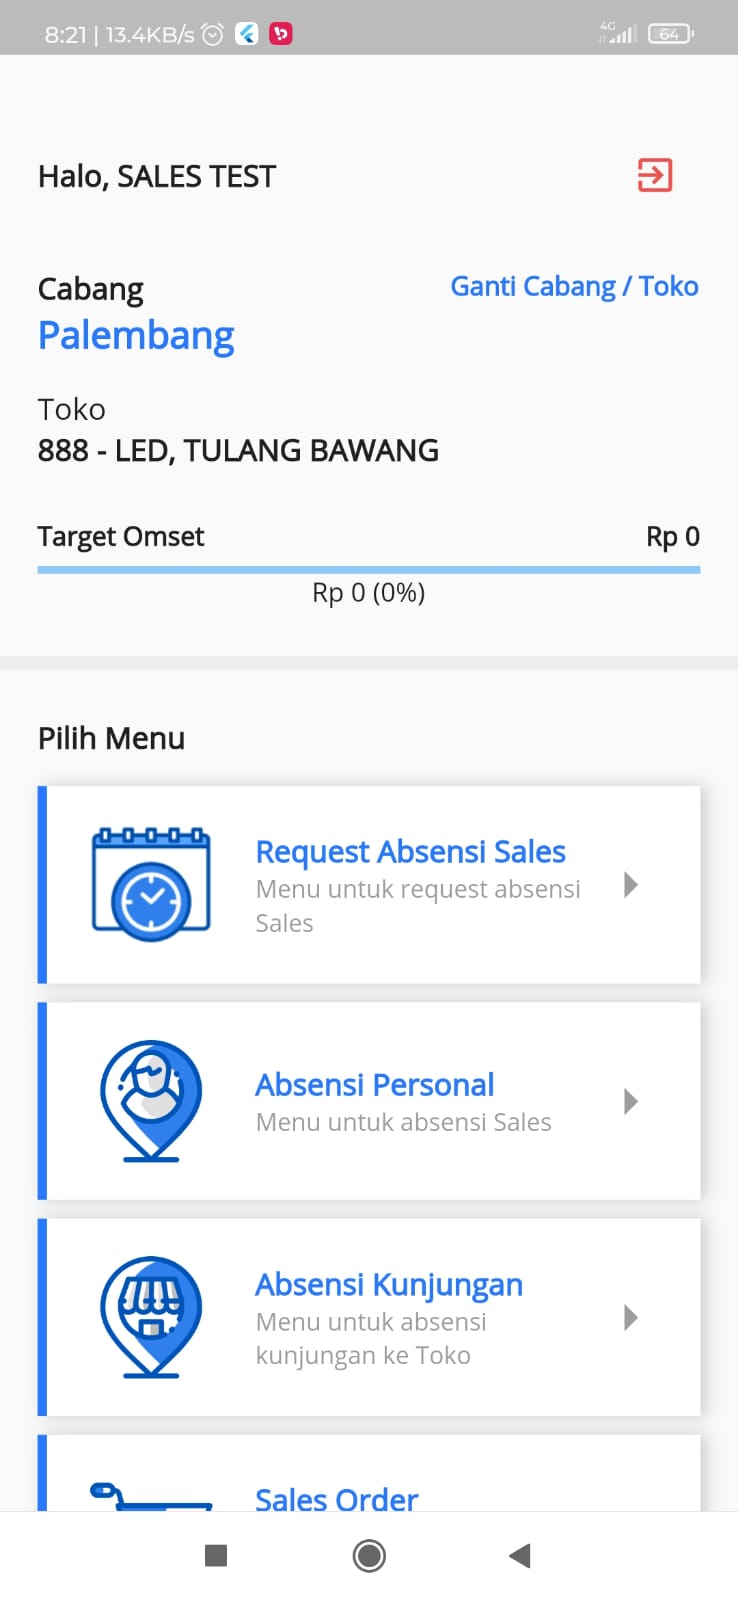 8:21 | 13.4KB/s
4G
64
Halo, SALES TEST
Cabang
Ganti Cabang / Toko
Palembang
Toko
888 - LED, TULANG BAWANG
Target Omset
Rp 0
Rp 0 (0%)
Pilih Menu
Request Absensi Sales
Menu untuk request absensi
Sales
Absensi Personal
Menu untuk absensi Sales
Absensi Kunjungan
Menu untuk absensi
kunjungan ke Toko
Sales Order